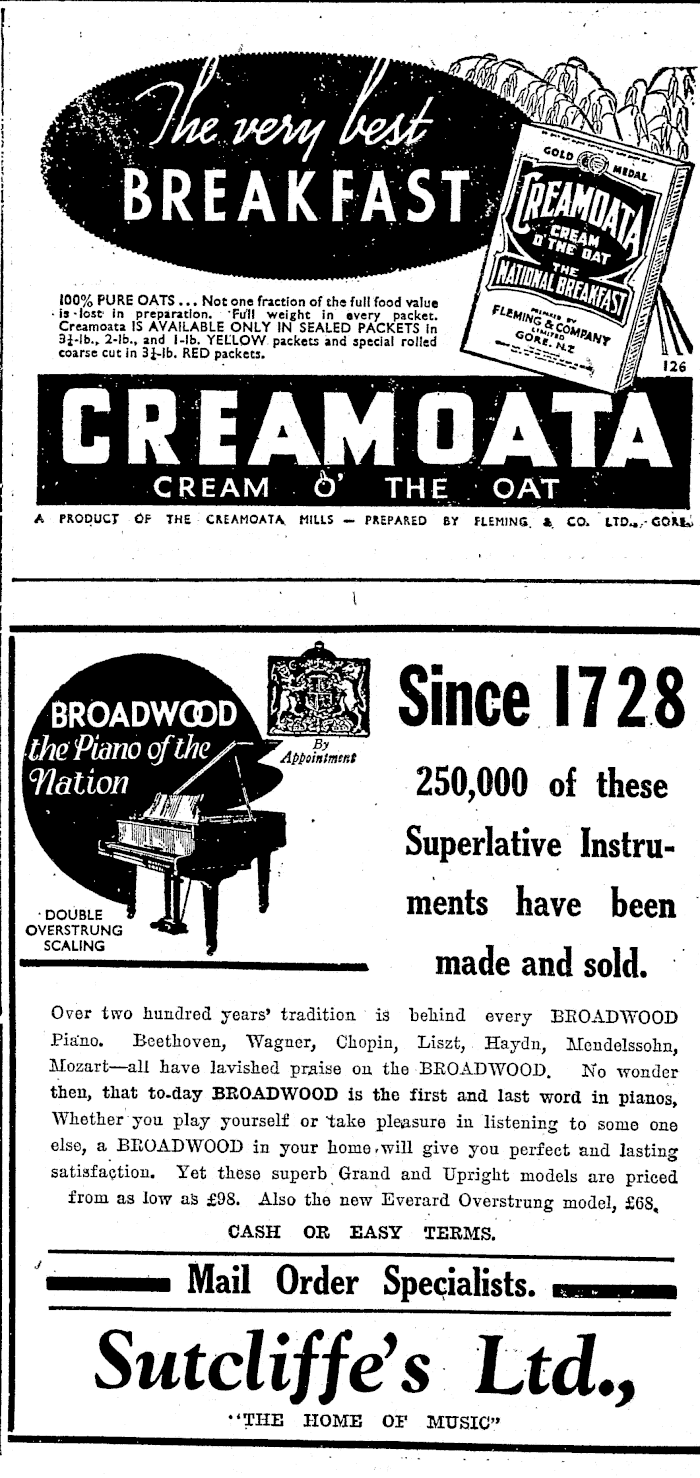 The very best
BREAKFAST
GOLD MEDAL
CREAMOATA
CREAM
O' THE OAT
THE
NATIONAL BREAKFAST
PREPARED BY
FLEMING & COMPANY
LIMITED
GORE. N.Z
100% PURE OATS... Not one fraction of the full food value
is lost in preparation. Full weight in every packet.
Creamoata IS AVAILABLE ONLY IN SEALED PACKETS in
3½-lb., 2-lb., and 1-lb. YELLOW packets and special rolled
coarse cut in 3½-lb. RED packets.
126
CREAMOATA
CREAM O' THE OAT
A PRODUCT OF THE CREAMOATA MILLS — PREPARED BY FLEMING & CO. LTD., GORE.
BROADWOOD
the Piano of the
Nation
By
Appointment
DOUBLE
OVERSTRUNG
SCALING
Since 1728
250,000 of these
Superlative Instru-
ments have been
made and sold.
Over two hundred years' tradition is behind every BROADWOOD
Piano. Beethoven, Wagner, Chopin, Liszt, Haydn, Mendelssohn,
Mozart—all have lavished praise on the BROADWOOD. No wonder
then, that to-day BROADWOOD is the first and last word in pianos,
Whether you play yourself or take pleasure in listening to some one
else, a BROADWOOD in your home will give you perfect and lasting
satisfaction. Yet these superb Grand and Upright models are priced
from as low as £98. Also the new Everard Overstrung model, £68.
CASH OR EASY TERMS.
Mail Order Specialists.
Sutcliffe's Ltd.,
"THE HOME OF MUSIC"